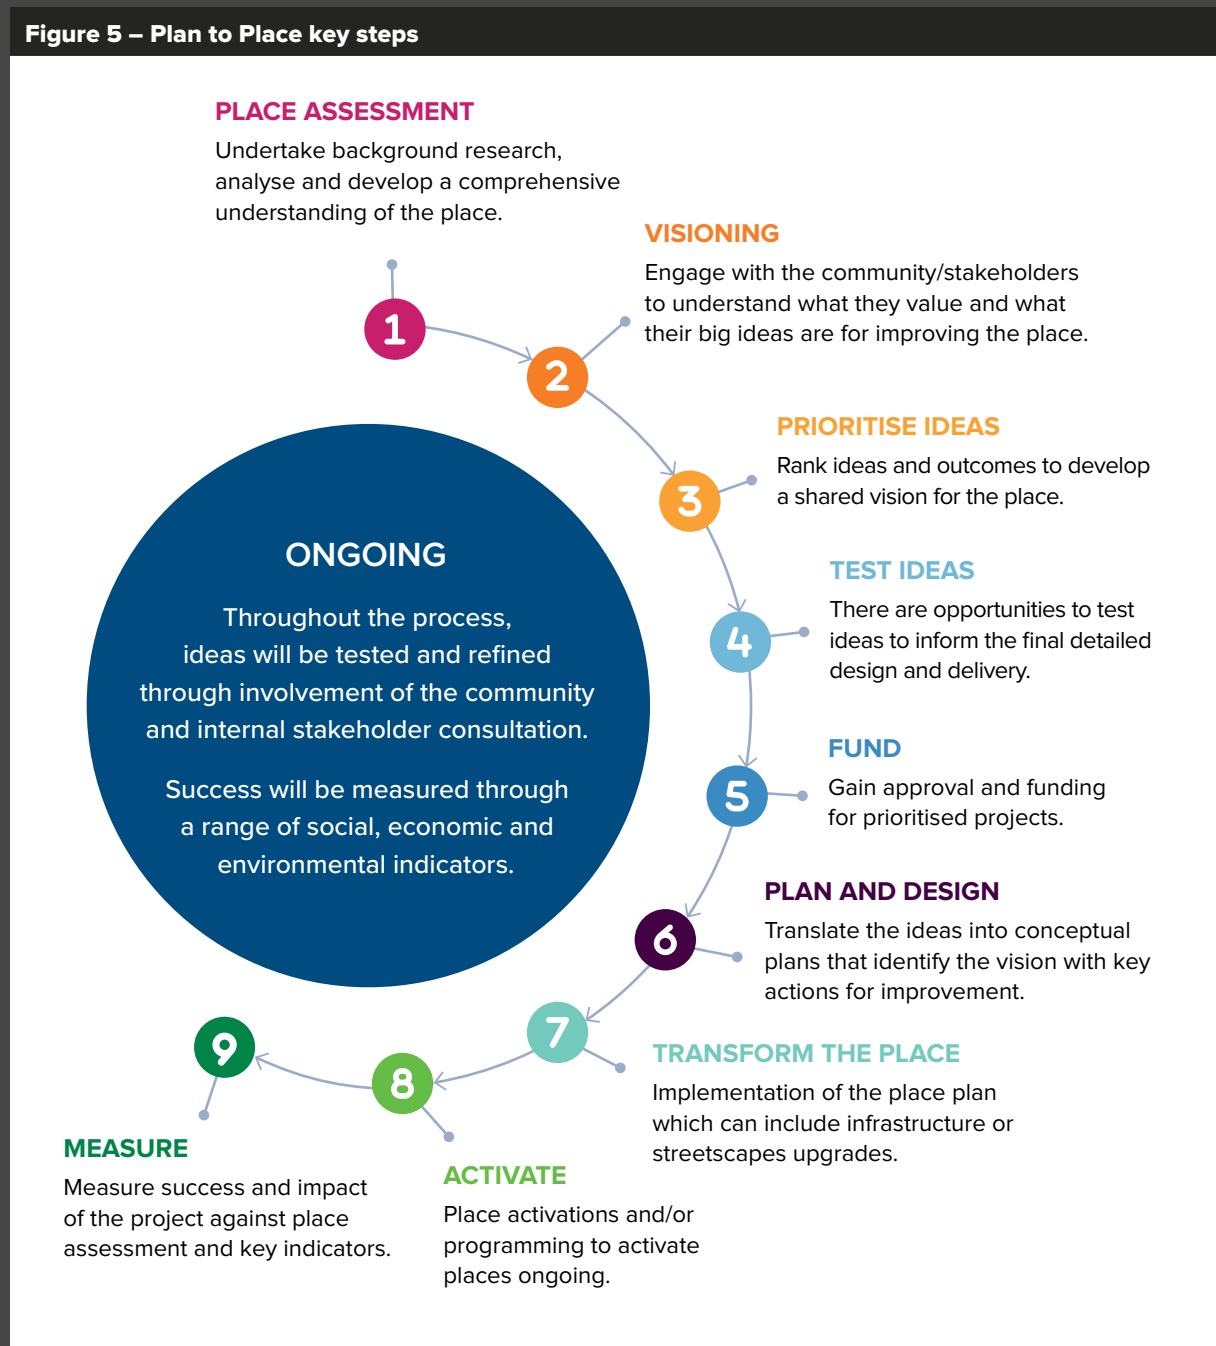 Figure 5 – Plan to Place key steps
PLACE ASSESSMENT
Undertake background research,
analyse and develop a comprehensive
understanding of the place.
1
VISIONING
Engage with the community/stakeholders
to understand what they value and what
their big ideas are for improving the place.
2
PRIORITISE IDEAS
Rank ideas and outcomes to develop
a shared vision for the place.
3
TEST IDEAS
There are opportunities to test
ideas to inform the final detailed
design and delivery.
4
FUND
Gain approval and funding
for prioritised projects.
5
PLAN AND DESIGN
Translate the ideas into conceptual
plans that identify the vision with key
actions for improvement.
6
TRANSFORM THE PLACE
Implementation of the place plan
which can include infrastructure or
streetscapes upgrades.
7
ACTIVATE
Place activations and/or
programming to activate
places ongoing.
8
MEASURE
Measure success and impact
of the project against place
assessment and key indicators.
9
ONGOING
Throughout the process,
ideas will be tested and refined
through involvement of the community
and internal stakeholder consultation.
Success will be measured through
a range of social, economic and
environmental indicators.